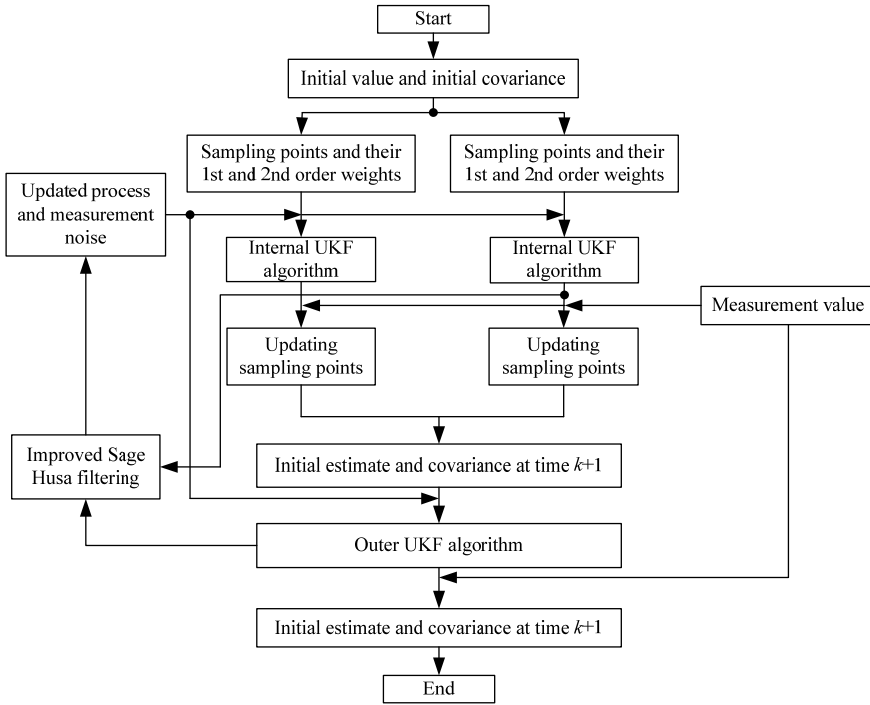 Start
Initial value and initial covariance
Sampling points and their
1st and 2nd order weights
Sampling points and their
1st and 2nd order weights
Updated process
and measurement
noise
Internal UKF
algorithm
Internal UKF
algorithm
Measurement value
Updating
sampling points
Updating
sampling points
Improved Sage
Husa filtering
Initial estimate and covariance at time k+1
Outer UKF algorithm
Initial estimate and covariance at time k+1
End